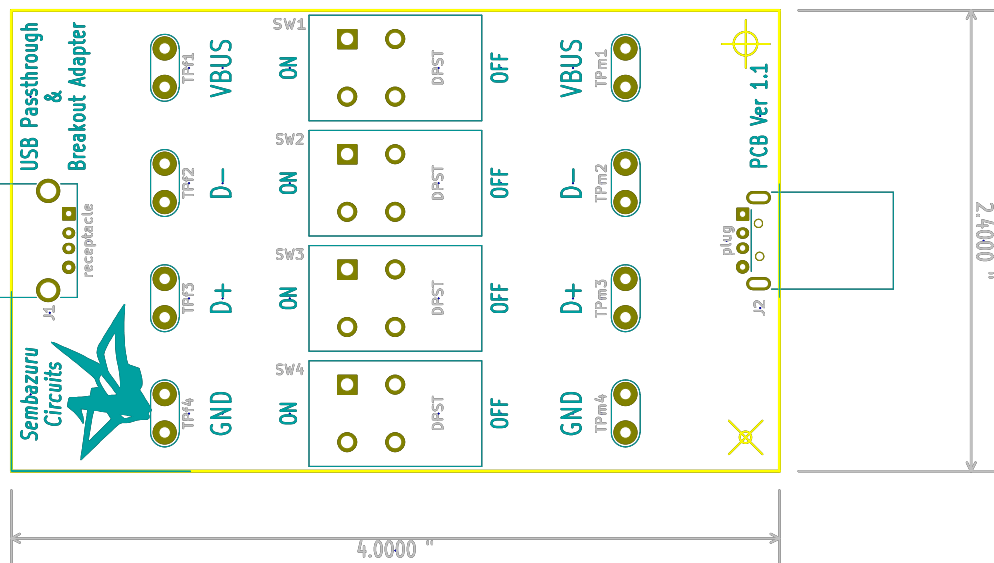 USB Passthrough
&
Breakout Adapter
TPf1
VBUS
SW1
ON
DPST
OFF
VBUS
TPm1
PCB Ver 1.1
TPf2
D-
SW2
ON
DPST
OFF
D-
TPm2
receptacle
J1
plug
J2
2.4000 "
TPf3
D+
SW3
ON
DPST
OFF
D+
TPm3
Sembazuru
Circuits
TPf4
GND
SW4
ON
DPST
OFF
GND
TPm4
4.0000 "